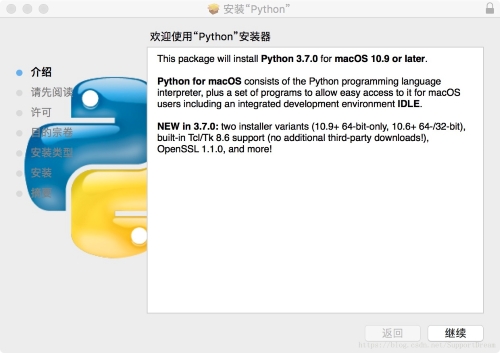 安装“Python”
欢迎使用“Python”安装器
介绍
请先阅读
许可
目的宗卷
安装类型
安装
摘要
This package will install Python 3.7.0 for macOS 10.9 or later.
Python for macOS consists of the Python programming language
interpreter, plus a set of programs to allow easy access to it for macOS
users including an integrated development environment IDLE.
NEW in 3.7.0: two installer variants (10.9+ 64-bit-only, 10.6+ 64-/32-bit),
built-in Tcl/Tk 8.6 support (no additional third-party downloads!),
OpenSSL 1.1.0, and more!
返回
继续